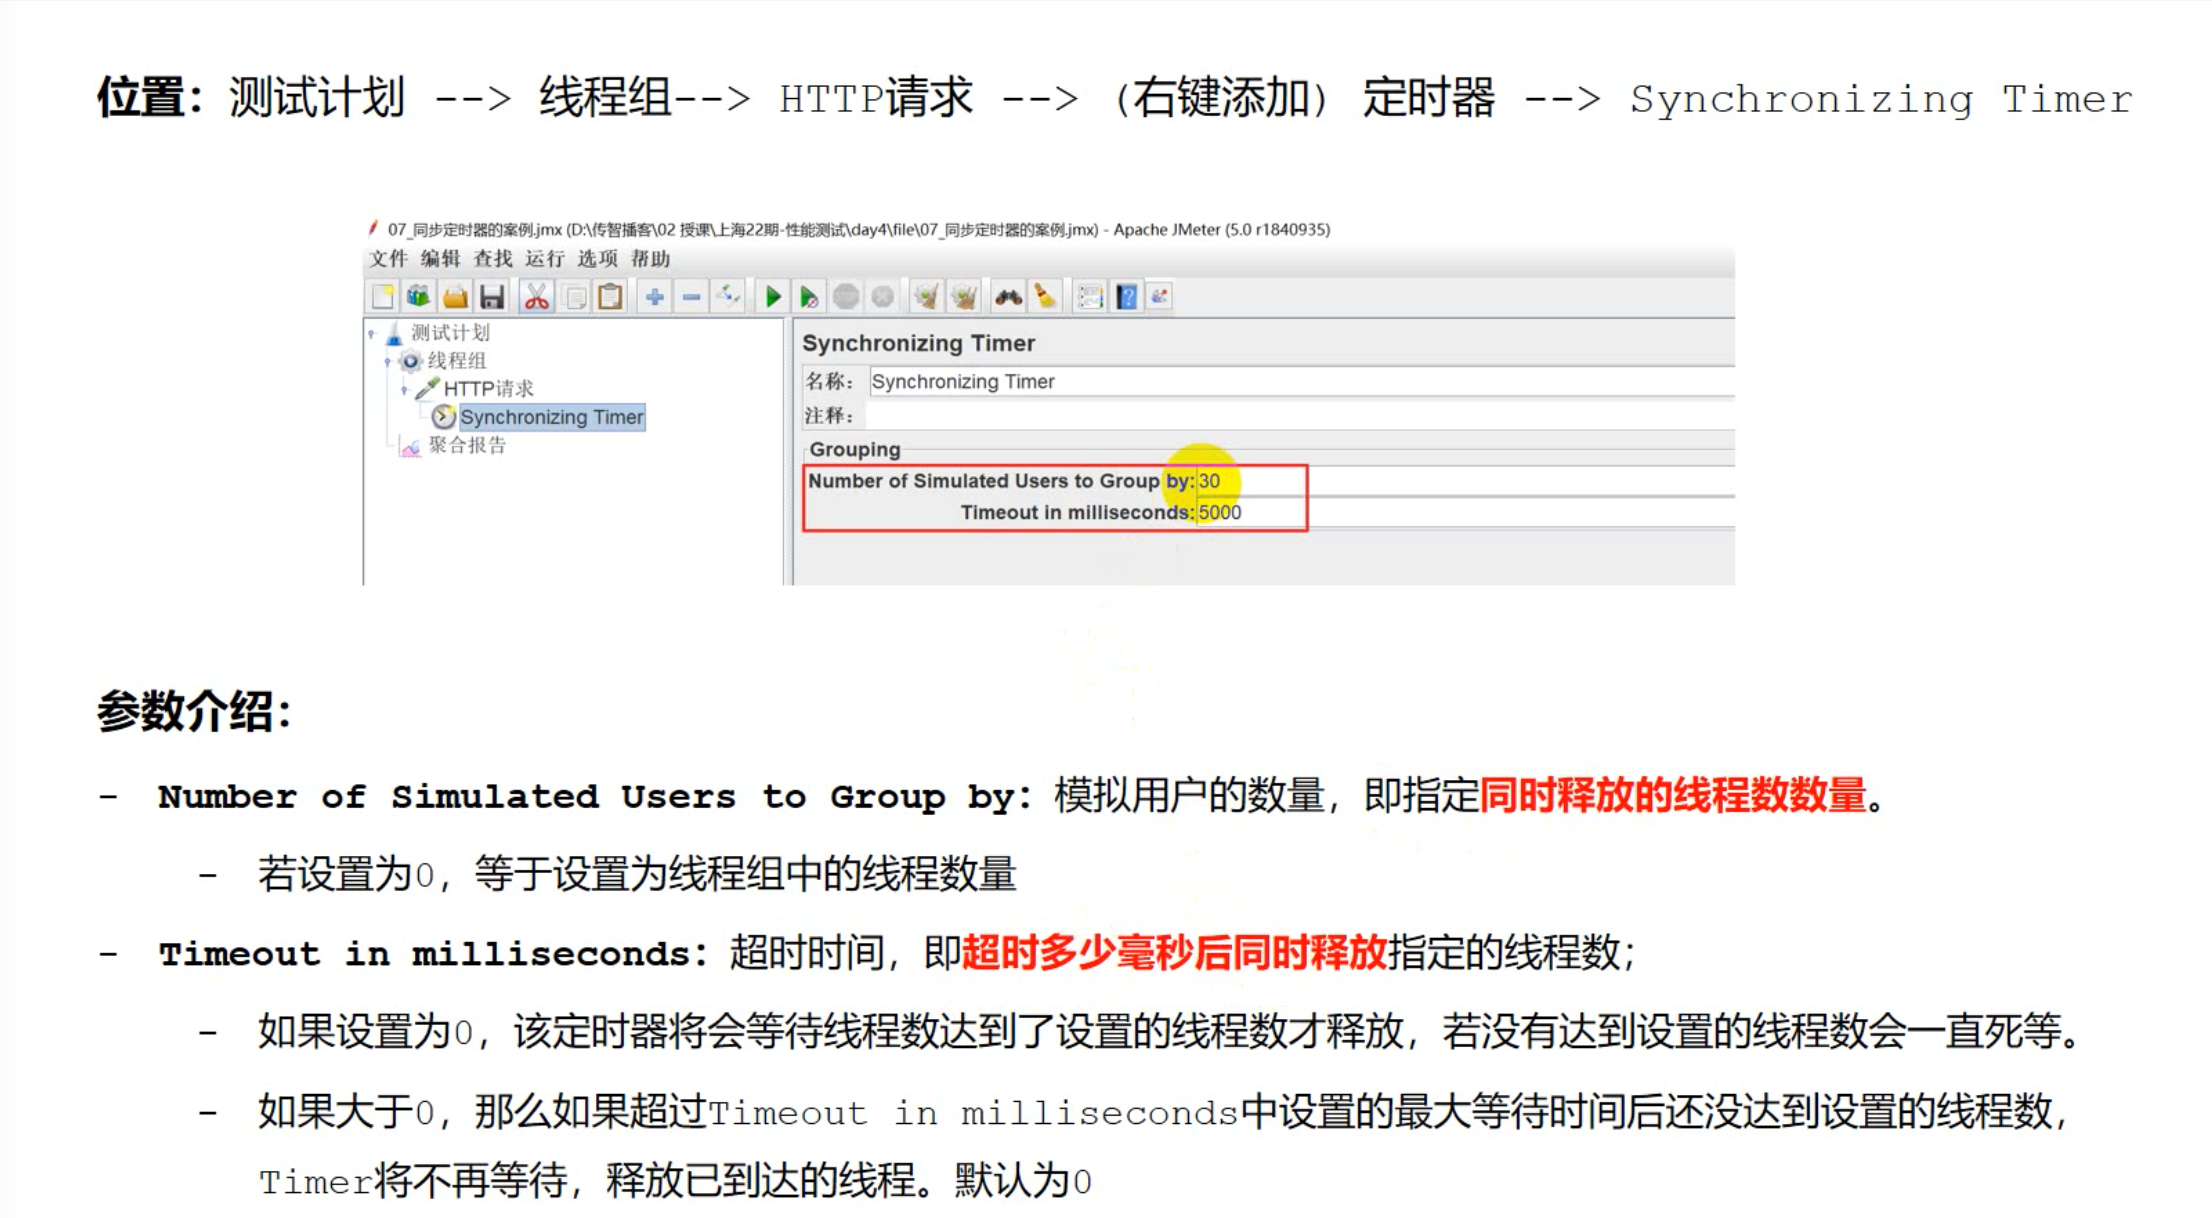 位置：测试计划 --> 线程组--> HTTP请求 --> （右键添加） 定时器 --> Synchronizing Timer
07_同步定时器的案例.jmx (D:\传智播客\02 授课\上海22期-性能测试\day4\file\07_同步定时器的案例.jmx) - Apache JMeter (5.0 r1840935)
文件 编辑 查找 运行 选项 帮助
测试计划
线程组
HTTP请求
Synchronizing Timer
聚合报告
Synchronizing Timer
名称： Synchronizing Timer
注释：
Grouping
Number of Simulated Users to Group by: 30
Timeout in milliseconds: 5000
参数介绍：
- Number of Simulated Users to Group by：模拟用户的数量，即指定同时释放的线程数数量。
- 若设置为0，等于设置为线程组中的线程数量
- Timeout in milliseconds：超时时间，即超时多少毫秒后同时释放指定的线程数；
- 如果设置为0，该定时器将会等待线程数达到了设置的线程数才释放，若没有达到设置的线程数会一直死等。
- 如果大于0，那么如果超过Timeout in milliseconds中设置的最大等待时间后还没达到设置的线程数，
Timer将不再等待，释放已到达的线程。默认为0